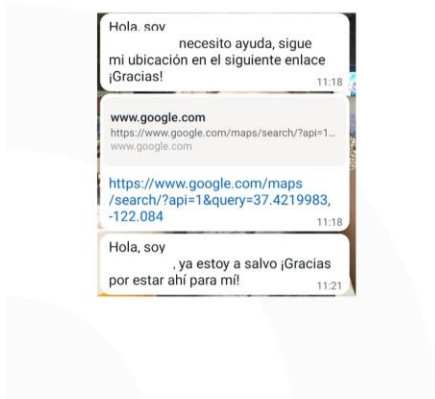 Hola, soy
necesito ayuda, sigue
mi ubicación en el siguiente enlace
¡Gracias!
11:18
www.google.com
https://www.google.com/maps/search/?api=1...
www.google.com
https://www.google.com/maps
/search/?api=1&query=37.4219983,
-122.084
11:18
Hola, soy
, ya estoy a salvo ¡Gracias
por estar ahí para mí!
11:21